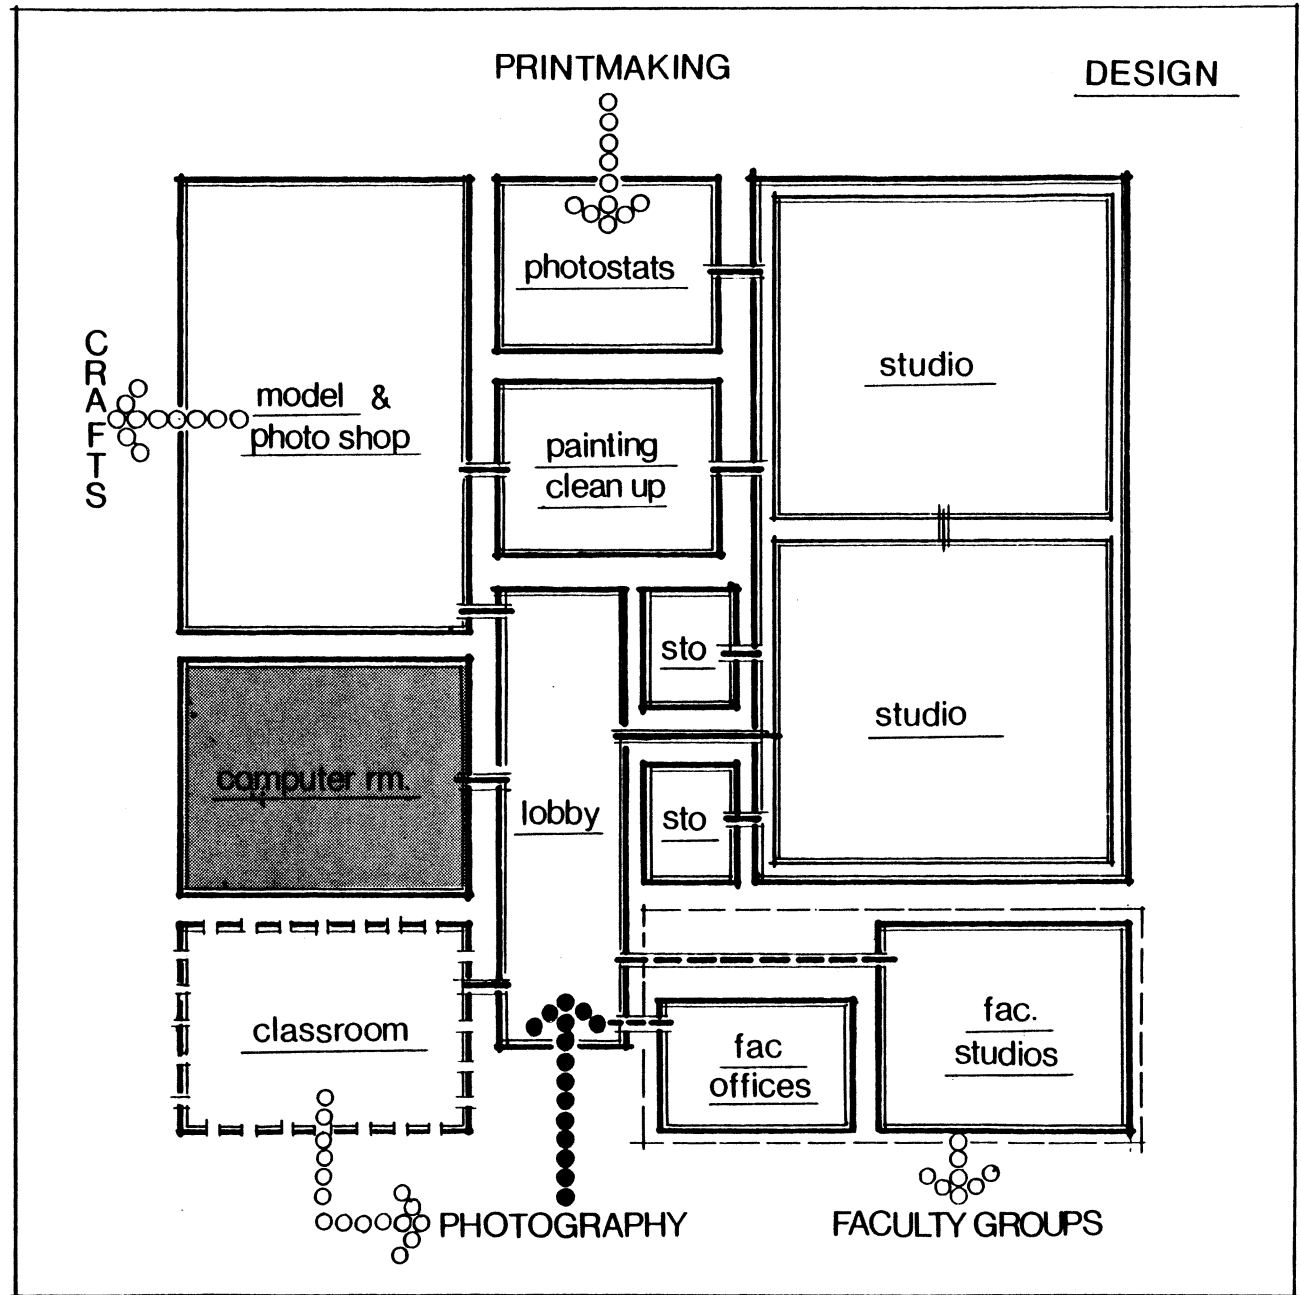 PRINTMAKING
DESIGN
photostats
studio
CRAFTS
model &
photo shop
painting
clean up
sto
studio
computer rm.
lobby
sto
classroom
fac.
studios
fac
offices
PHOTOGRAPHY
FACULTY GROUPS